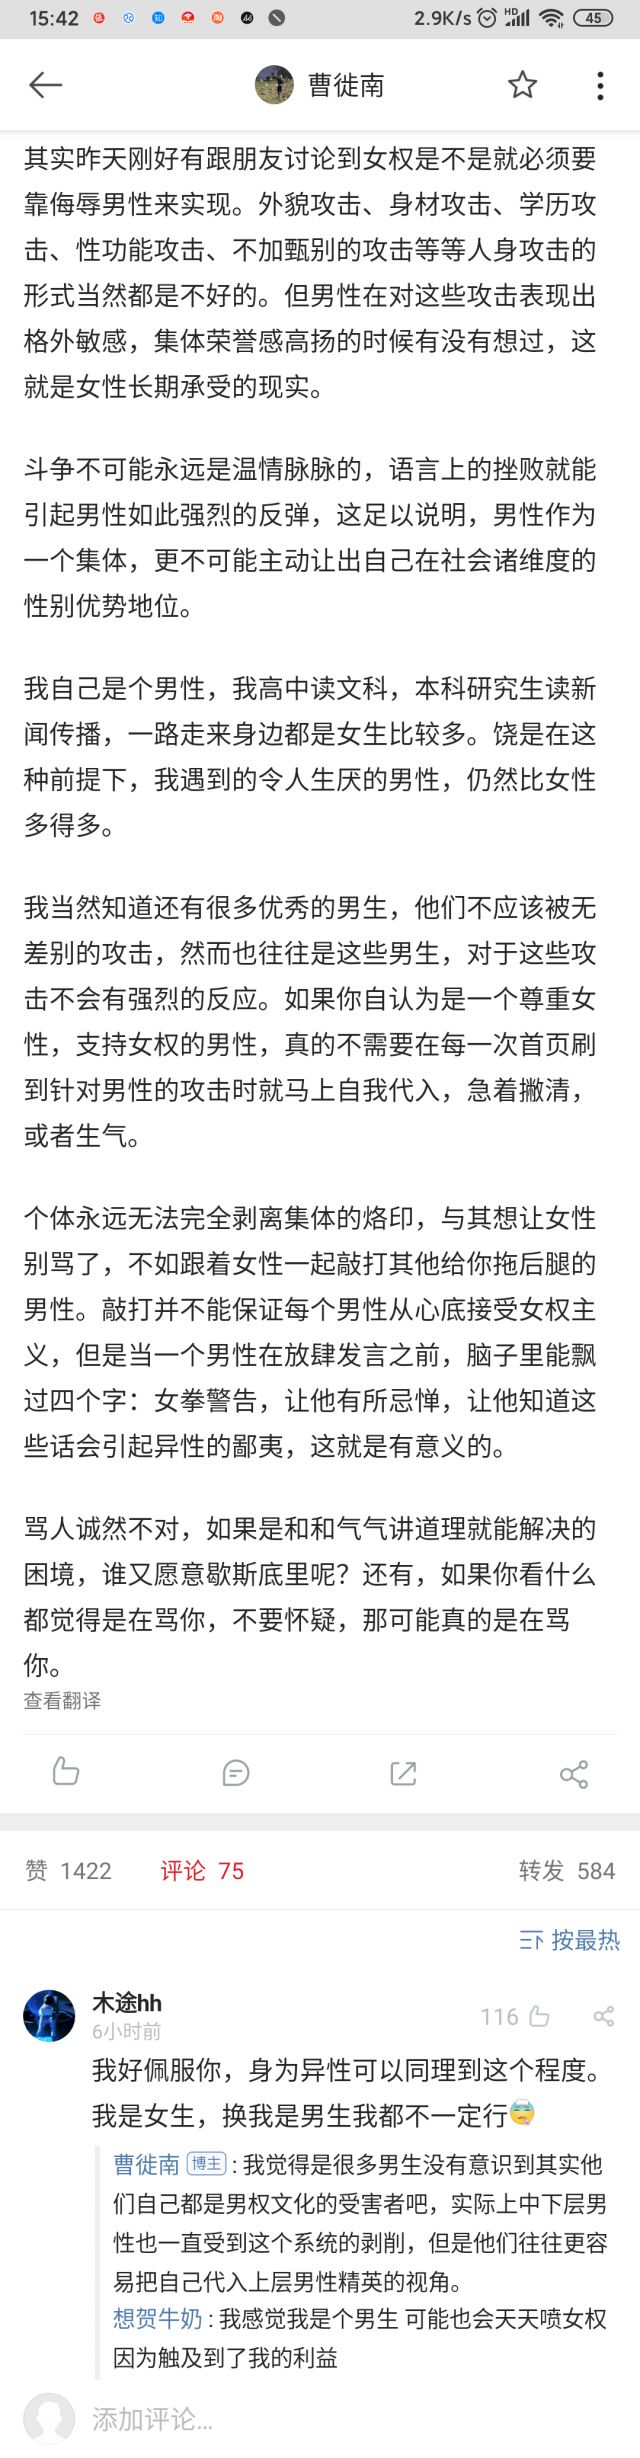 15:42
2.9K/s
HD
45
曹徙南
其实昨天刚好有跟朋友讨论到女权是不是就必须要
靠侮辱男性来实现。外貌攻击、身材攻击、学历攻
击、性功能攻击、不加甄别的攻击等等人身攻击的
形式当然都是不好的。但男性在对这些攻击表现出
格外敏感，集体荣誉感高扬的时候有没有想过，这
就是女性长期承受的现实。
斗争不可能永远是温情脉脉的，语言上的挫败就能
引起男性如此强烈的反弹，这足以说明，男性作为
一个集体，更不可能主动让出自己在社会诸维度的
性别优势地位。
我自己是个男性，我高中读文科，本科研究生读新
闻传播，一路走来身边都是女生比较多。饶是在这
种前提下，我遇到的令人生厌的男性，仍然比女性
多得多。
我当然知道还有很多优秀的男生，他们不应该被无
差别的攻击，然而也往往是这些男生，对于这些攻
击不会有强烈的反应。如果你自认为是一个尊重女
性，支持女权的男性，真的不需要在每一次首页刷
到针对男性的攻击时就马上自我代入，急着撇清，
或者生气。
个体永远无法完全剥离集体的烙印，与其想让女性
别骂了，不如跟着女性一起敲打其他给你拖后腿的
男性。敲打并不能保证每个男性从心底接受女权主
义，但是当一个男性在放肆发言之前，脑子里能飘
过四个字：女拳警告，让他有所忌惮，让他知道这
些话会引起异性的鄙夷，这就是有意义的。
骂人诚然不对，如果是和和气气讲道理就能解决的
困境，谁又愿意歇斯底里呢？还有，如果你看什么
都觉得是在骂你，不要怀疑，那可能真的是在骂
你。
查看翻译
赞 1422 评论 75 转发 584
按最热
木途hh
116
6小时前
我好佩服你，身为异性可以同理到这个程度。
我是女生，换我是男生我都不一定行
曹徙南 博主 : 我觉得是很多男生没有意识到其实他
们自己都是男权文化的受害者吧，实际上中下层男
性也一直受到这个系统的剥削，但是他们往往更容
易把自己代入上层男性精英的视角。
想贺牛奶 : 我感觉我是个男生 可能也会天天喷女权
因为触及到了我的利益
添加评论...